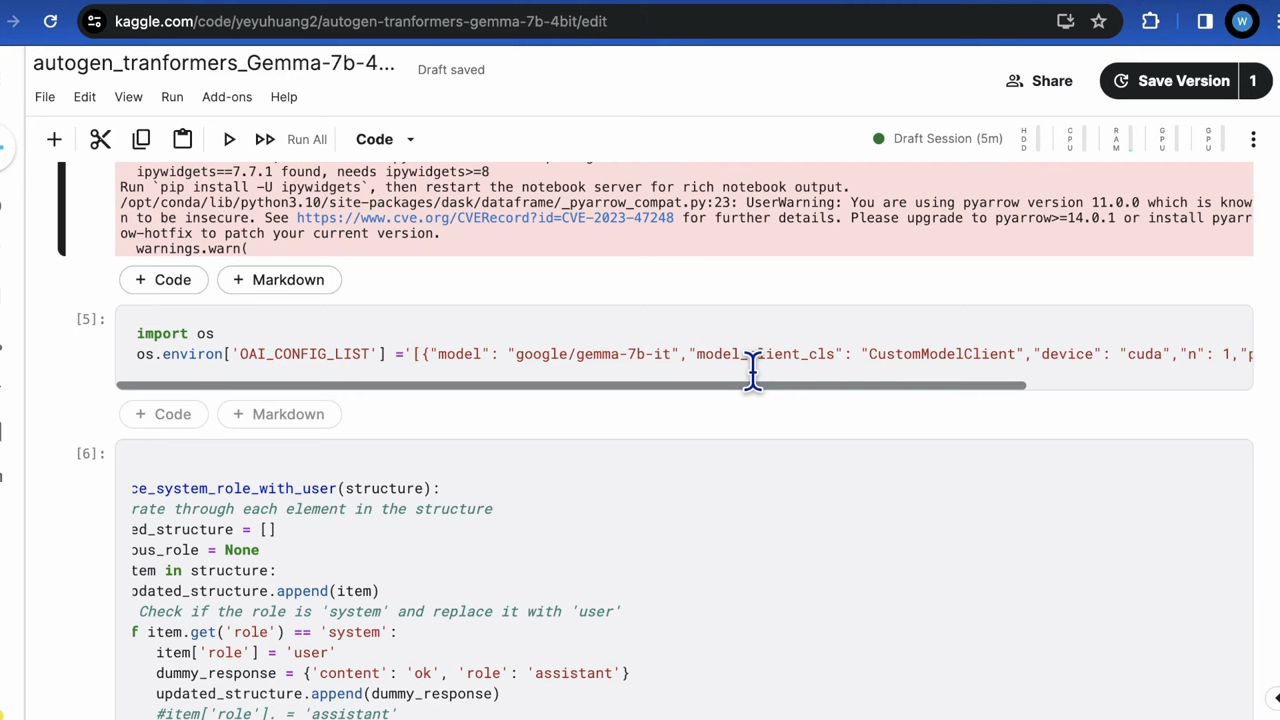 kaggle.com/code/yeyuhuang2/autogen-tranformers-gemma-7b-4bit/edit
W
autogen_tranformers_Gemma-7b-4...
Draft saved
Share
Save Version
1
File Edit View Run Add-ons Help
Run All
Code
Draft Session (5m)
HDD
CPU
RAM
GPU
GPU
ipywidgets==7.7.1 found, needs ipywidgets>=8
Run `pip install -U ipywidgets`, then restart the notebook server for rich notebook output.
/opt/conda/lib/python3.10/site-packages/dask/dataframe/_pyarrow_compat.py:23: UserWarning: You are using pyarrow version 11.0.0 which is know
n to be insecure. See https://www.cve.org/CVERecord?id=CVE-2023-47248 for further details. Please upgrade to pyarrow>=14.0.1 or install pyarr
ow-hotfix to patch your current version.
warnings.warn(
+ Code + Markdown
[5]:
import os
os.environ['OAI_CONFIG_LIST'] ='[{"model": "google/gemma-7b-it","model_client_cls": "CustomModelClient","device": "cuda","n": 1,"p
+ Code + Markdown
[6]:
ce_system_role_with_user(structure):
rate through each element in the structure
ed_structure = []
ous_role = None
tem in structure:
pdated_structure.append(item)
Check if the role is 'system' and replace it with 'user'
f item.get('role') == 'system':
item['role'] = 'user'
dummy_response = {'content': 'ok', 'role': 'assistant'}
updated_structure.append(dummy_response)
#item['role']. = 'assistant'